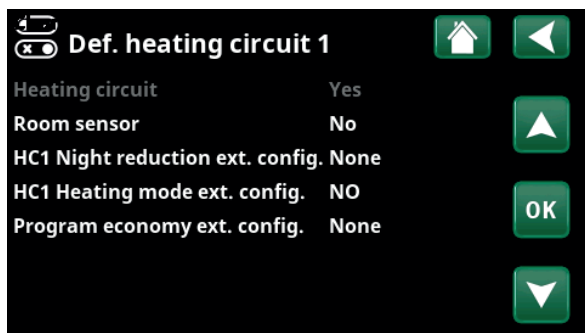 Def. heating circuit 1
Heating circuit Yes
Room sensor No
HC1 Night reduction ext. config. None
HC1 Heating mode ext. config. NO
OK
Program economy ext. config. None